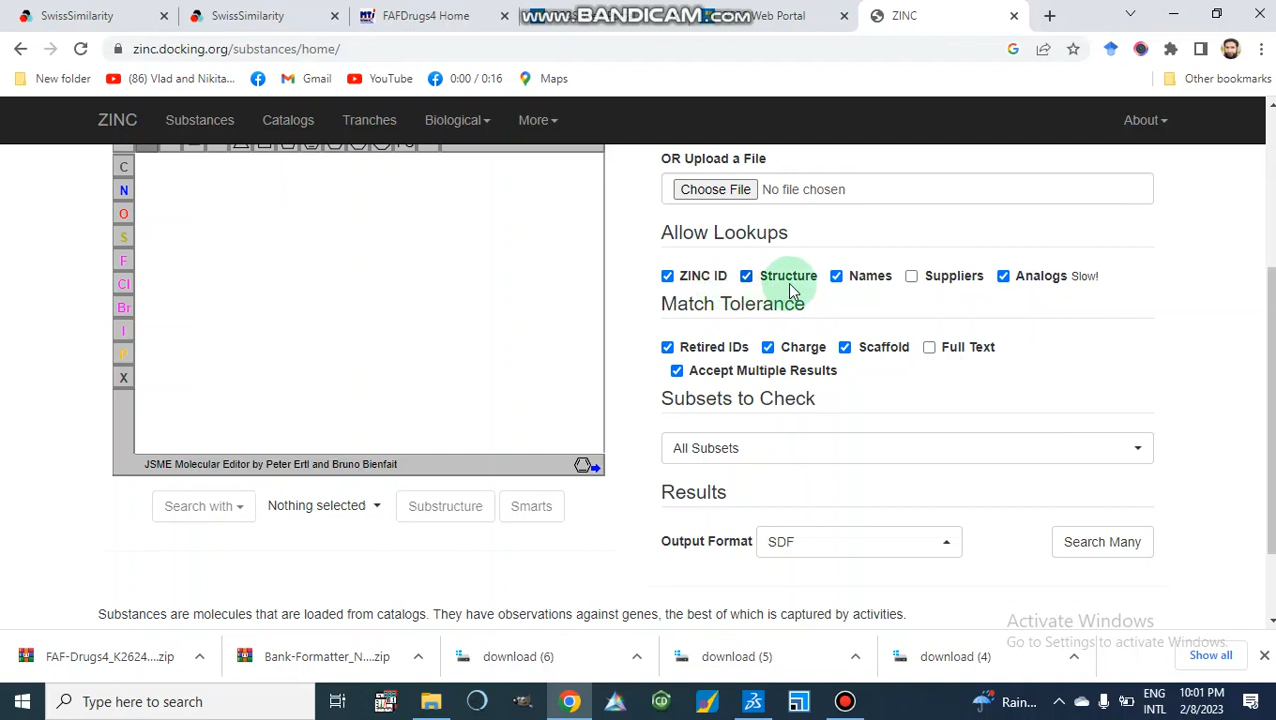 SwissSimilarity
SwissSimilarity
FAFDrugs4 Home
WWW.BANDICAM.COM
Web Portal
ZINC
zinc.docking.org/substances/home/
New folder
(86) Vlad and Nikita...
Gmail
YouTube
0:00 / 0:16
Maps
Other bookmarks
ZINC
Substances
Catalogs
Tranches
Biological
More
About
OR Upload a File
Choose File No file chosen
Allow Lookups
ZINC ID Structure Names Suppliers Analogs Slow!
Match Tolerance
Retired IDs Charge Scaffold Full Text
Accept Multiple Results
Subsets to Check
All Subsets
Results
Output Format SDF Search Many
C
N
O
S
F
Cl
Br
I
P
X
JSME Molecular Editor by Peter Ertl and Bruno Bienfait
Search with Nothing selected Substructure Smarts
Substances are molecules that are loaded from catalogs. They have observations against genes, the best of which is captured by activities.
Activate Windows
Go to Settings to activate Windows.
FAF-Drugs4_K2624....zip
Bank-Formatter_N....zip
download (6)
download (5)
download (4)
Show all
Type here to search
Rain...
ENG
INTL
10:01 PM
2/8/2023